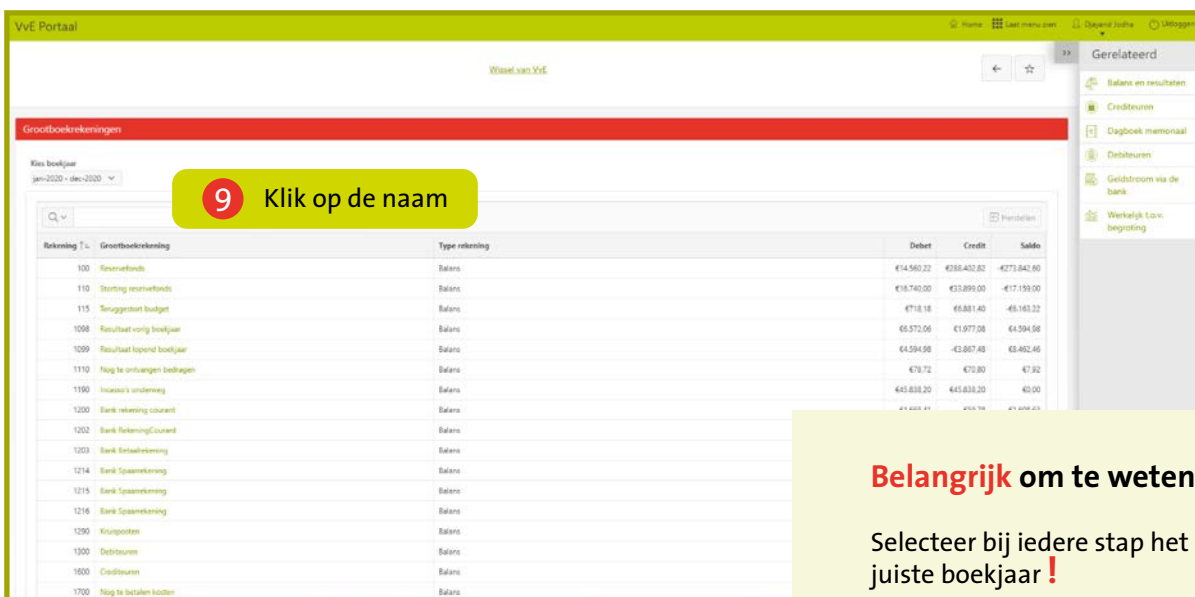 VvE Portaal
Home Laat menu zien Uitloggen
Wissel van VvE
Gerelateerd
Balans en resultaten
Crediteuren
Dagboek memoriaal
Debiteuren
Geldstroom via de
bank
Werkelijk t.o.v.
begroting
Grootboekrekeningen
Kies boekjaar
jan-2020 - dec-2020
9 Klik op de naam
Herstellen
Rekening Grootboekrekening Type rekening Debet Credit Saldo
100 Reservefonds Balans €14.560,22 €288.402,82 -€273.842,60
110 Storting reservefonds Balans €16.740,00 €33.899,00 -€17.159,00
115 Teruggestort budget Balans €718,18 €6.881,40 -€6.163,22
1098 Resultaat vorig boekjaar Balans €6.572,06 €1.977,08 €4.594,98
1099 Resultaat lopend boekjaar Balans €4.594,98 -€3.867,48 €8.462,46
1110 Nog te ontvangen bedragen Balans €78,72 €70,80 €7,92
1190 Incasso's onderweg Balans €45.838,20 €45.838,20 €0,00
1200 Bank rekening courant Balans
1202 Bank RekeningCourant Balans
1203 Bank Betaalrekening Balans
1214 Bank Spaarrekening Balans
1215 Bank Spaarrekening Balans
1216 Bank Spaarrekening Balans
1290 Kruisposten Balans
1300 Debiteuren Balans
1600 Crediteuren Balans
1700 Nog te betalen kosten Balans
Belangrijk om te weten
Selecteer bij iedere stap het
juiste boekjaar !